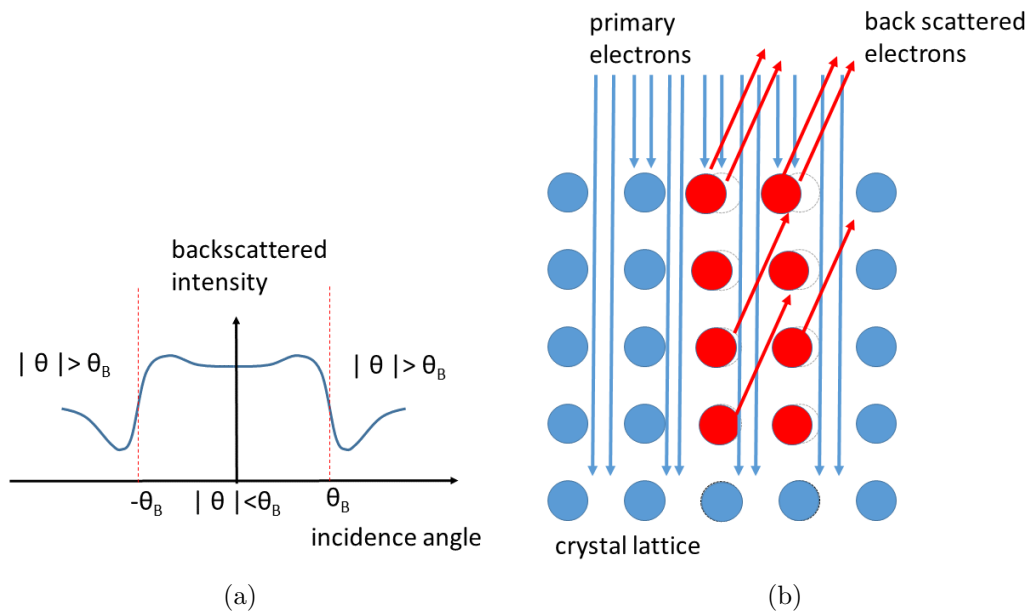 backscattered
intensity
| θ |> θB
| θ |> θB
-θB
| θ |<θB
θB
incidence angle
(a)
primary
electrons
back scattered
electrons
crystal lattice
(b)